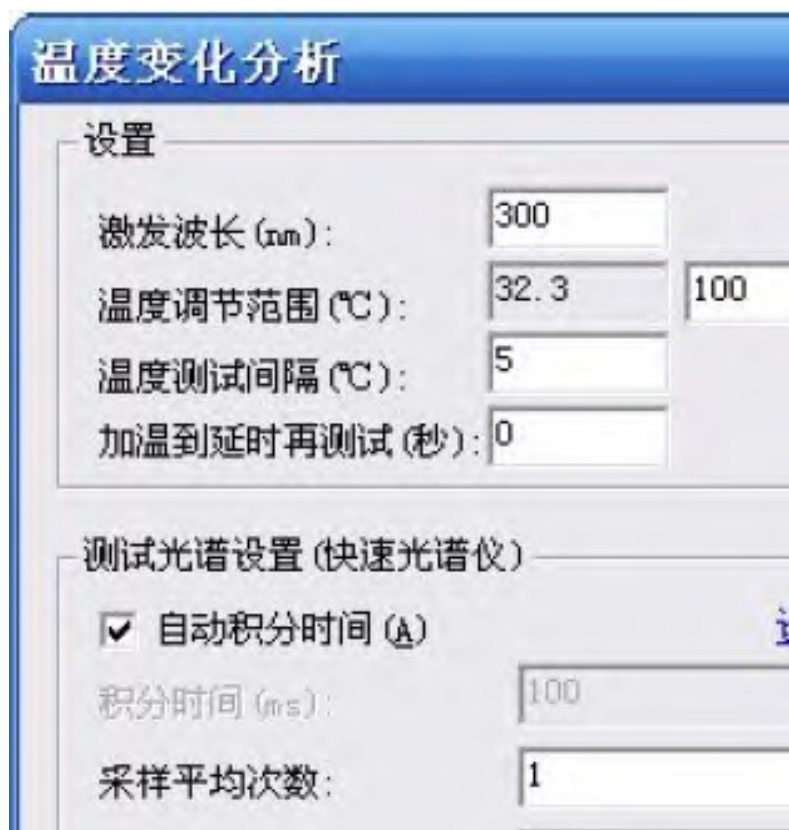 温度变化分析
设置
激发波长(nm): 300
温度调节范围(℃): 32.3 100
温度测试间隔(℃): 5
加温到延时再测试(秒): 0
测试光谱设置(快速光谱仪)
自动积分时间(A)
积分时间(ms): 100
采样平均次数: 1